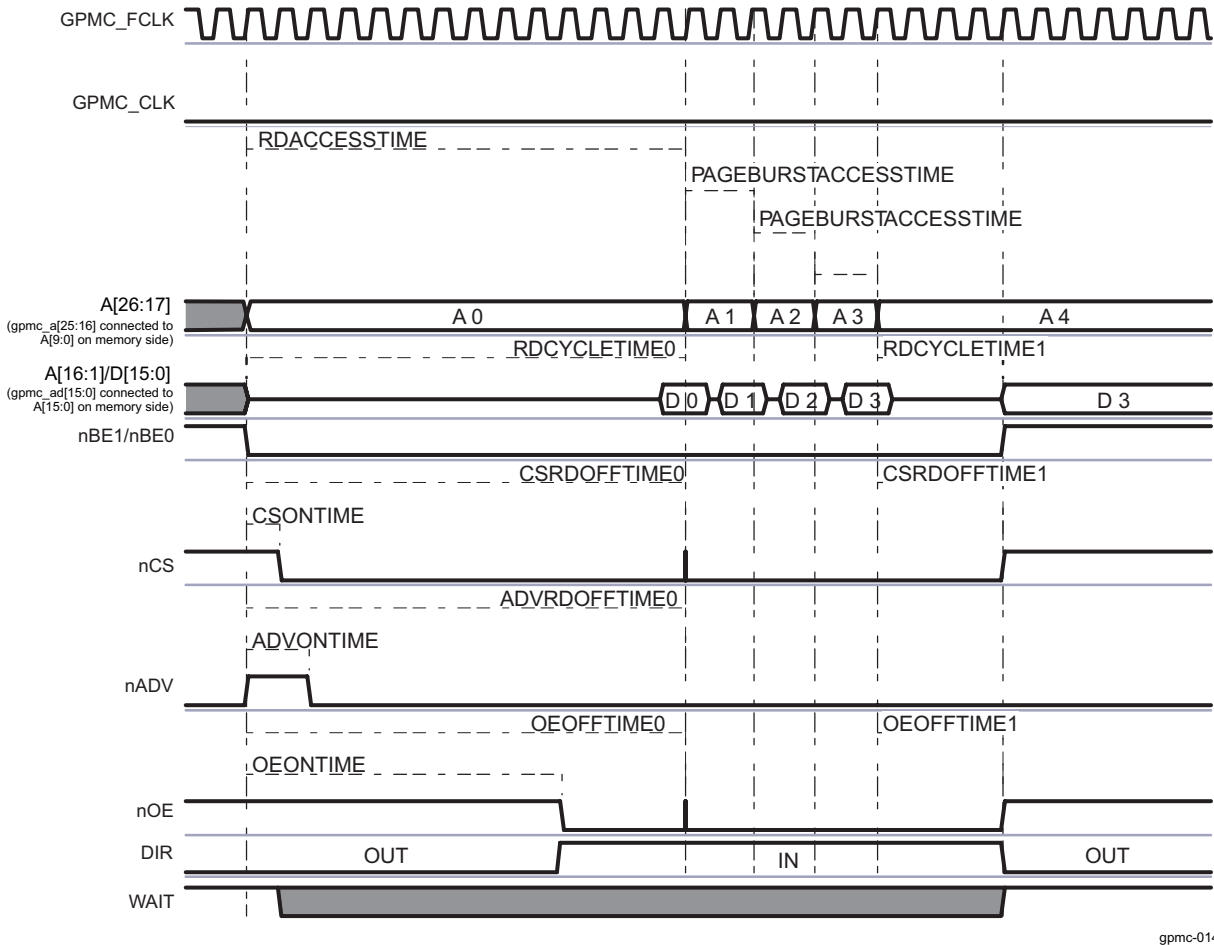 GPMC_FCLK
GPMC_CLK
RDACCESSTIME
PAGEBURSTACCESSTIME
PAGEBURSTACCESSTIME
A[26:17]
(gpmc_a[25:16] connected to
A[9:0] on memory side)
A 0 A 1 A 2 A 3 A 4
RDCYCLETIME0 RDCYCLETIME1
A[16:1]/D[15:0]
(gpmc_ad[15:0] connected to
A[15:0] on memory side)
D 0 D 1 D 2 D 3 D 3
nBE1/nBE0
CSRDOFFTIME0 CSRDOFFTIME1
CSONTIME
nCS
ADVRDOFFTIME0
ADVONTIME
nADV
OEOFFTIME0 OEOFFTIME1
OEONTIME
nOE
DIR OUT IN OUT
WAIT
gpmc-014